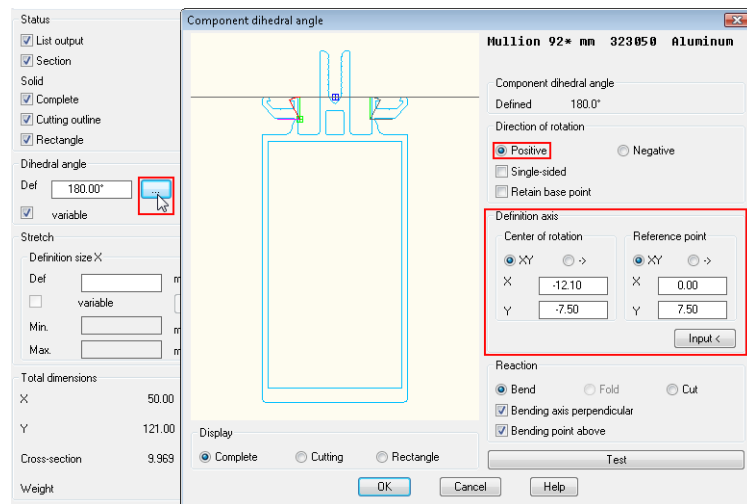 Status
List output
Section
Solid
Complete
Cutting outline
Rectangle
Dihedral angle
Def 180.00° ...
variable
Stretch
Definition size X
Def m
variable
Min. m
Max. m
Total dimensions
X 50.00
Y 121.00
Cross-section 9.969
Weight
Component dihedral angle
Mullion 92* mm 323050 Aluminum
Component dihedral angle
Defined 180.0°
Direction of rotation
Positive Negative
Single-sided
Retain base point
Definition axis
Center of rotation Reference point
XY -> XY ->
X -12.10 X 0.00
Y -7.50 Y 7.50
Input <
Reaction
Bend Fold Cut
Bending axis perpendicular
Bending point above
Display
Complete Cutting Rectangle
Test
OK Cancel Help